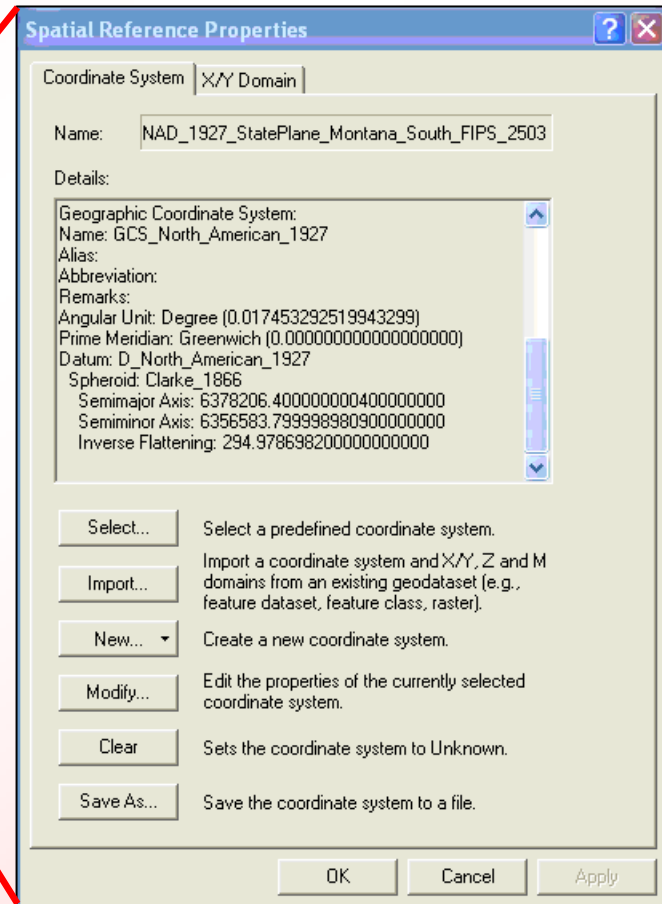 Spatial Reference Properties
Coordinate System
X/Y Domain
Name: NAD_1927_StatePlane_Montana_South_FIPS_2503
Details:
Geographic Coordinate System:
Name: GCS_North_American_1927
Alias:
Abbreviation:
Remarks:
Angular Unit: Degree (0.017453292519943299)
Prime Meridian: Greenwich (0.000000000000000000)
Datum: D_North_American_1927
Spheroid: Clarke_1866
Semimajor Axis: 6378206.400000000400000000
Semiminor Axis: 6356583.799998980900000000
Inverse Flattening: 294.978698200000000000
Select... Select a predefined coordinate system.
Import a coordinate system and X/Y, Z and M
Import... domains from an existing geodataset (e.g.,
feature dataset, feature class, raster).
New... Create a new coordinate system.
Modify... Edit the properties of the currently selected
coordinate system.
Clear Sets the coordinate system to Unknown.
Save As... Save the coordinate system to a file.
OK Cancel Apply